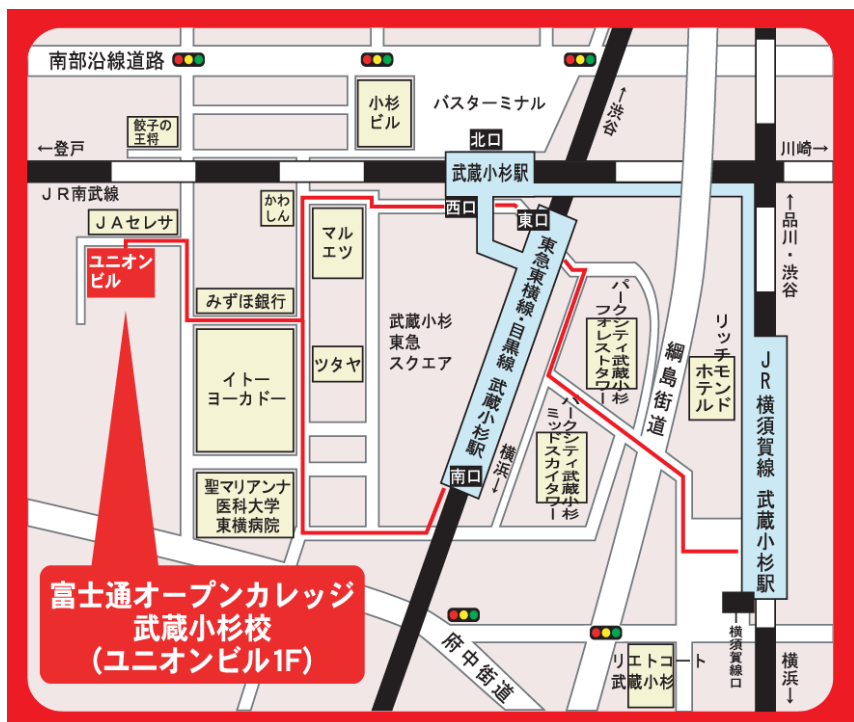 南部沿線道路
小杉
ビル
バスターミナル
→渋谷
餃子の
王将
北口
←登戸
武蔵小杉駅
川崎→
JR南武線
かわ
しん
西口
東口
←品川・渋谷
JAセレサ
マル
エツ
ユニオン
ビル
みずほ銀行
東急東横線・目黒線 武蔵小杉駅
パークシティ武蔵小杉
フォレストタワー
武蔵小杉
東急
スクエア
ツタヤ
イトー
ヨーカドー
綱島街道
リッチモンド
ホテル
JR横須賀線 武蔵小杉駅
パークシティ武蔵小杉
ミッドスカイタワー
横浜→
南口
聖マリアンナ
医科大学
東横病院
富士通オープンカレッジ
武蔵小杉校
(ユニオンビル1F)
府中街道
リエトコート
武蔵小杉
横須賀線口
横浜→